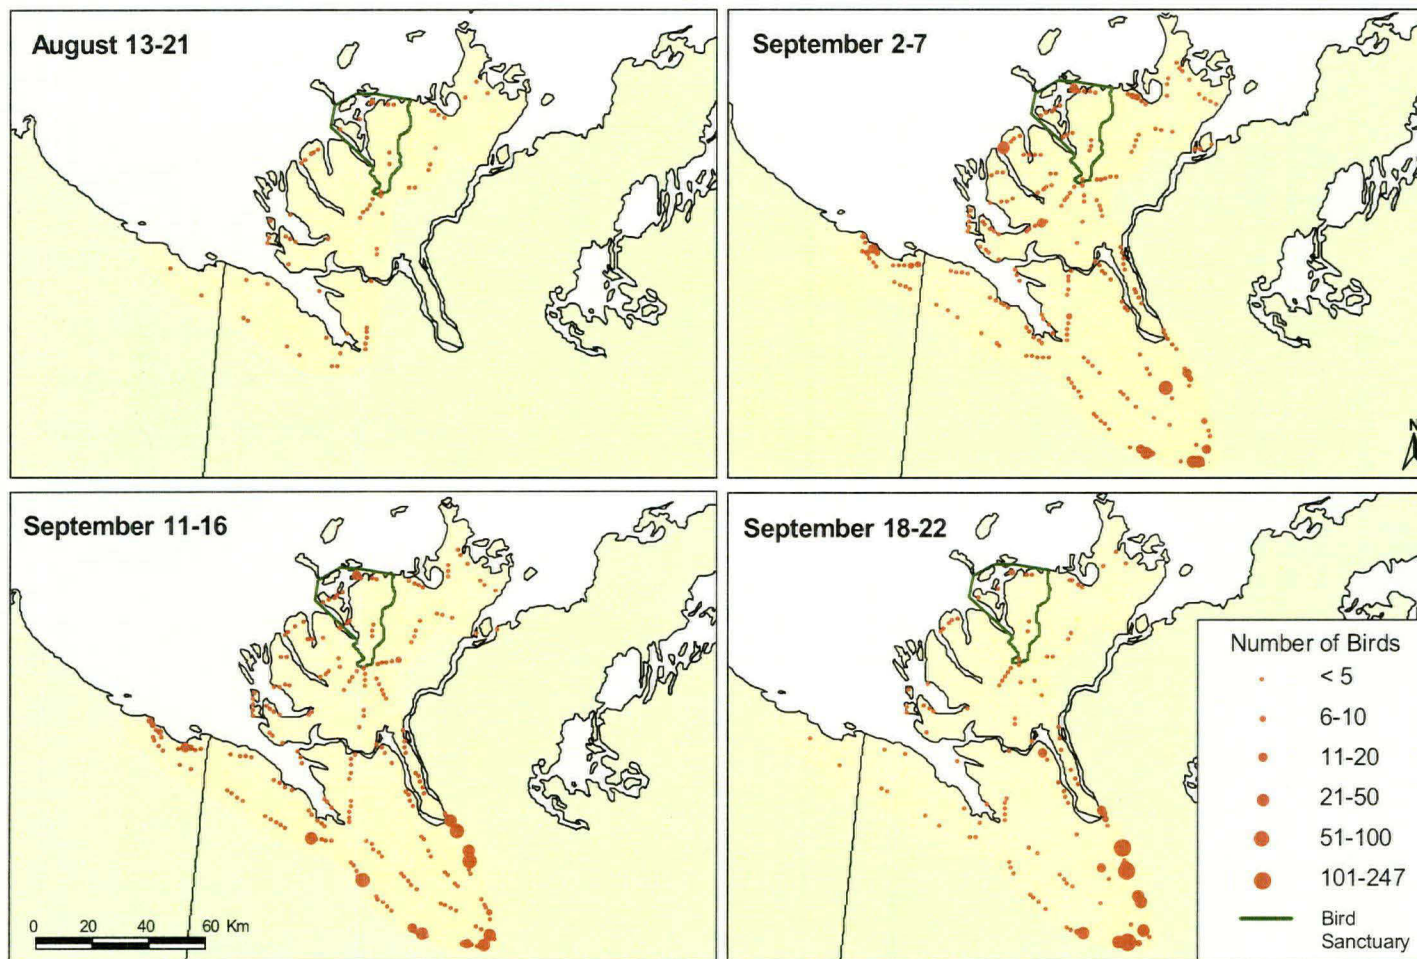 August 13-21
September 2-7
N
September 11-16
September 18-22
0 20 40 60 Km
Number of Birds
< 5
6-10
11-20
21-50
51-100
101-247
Bird
Sanctuary